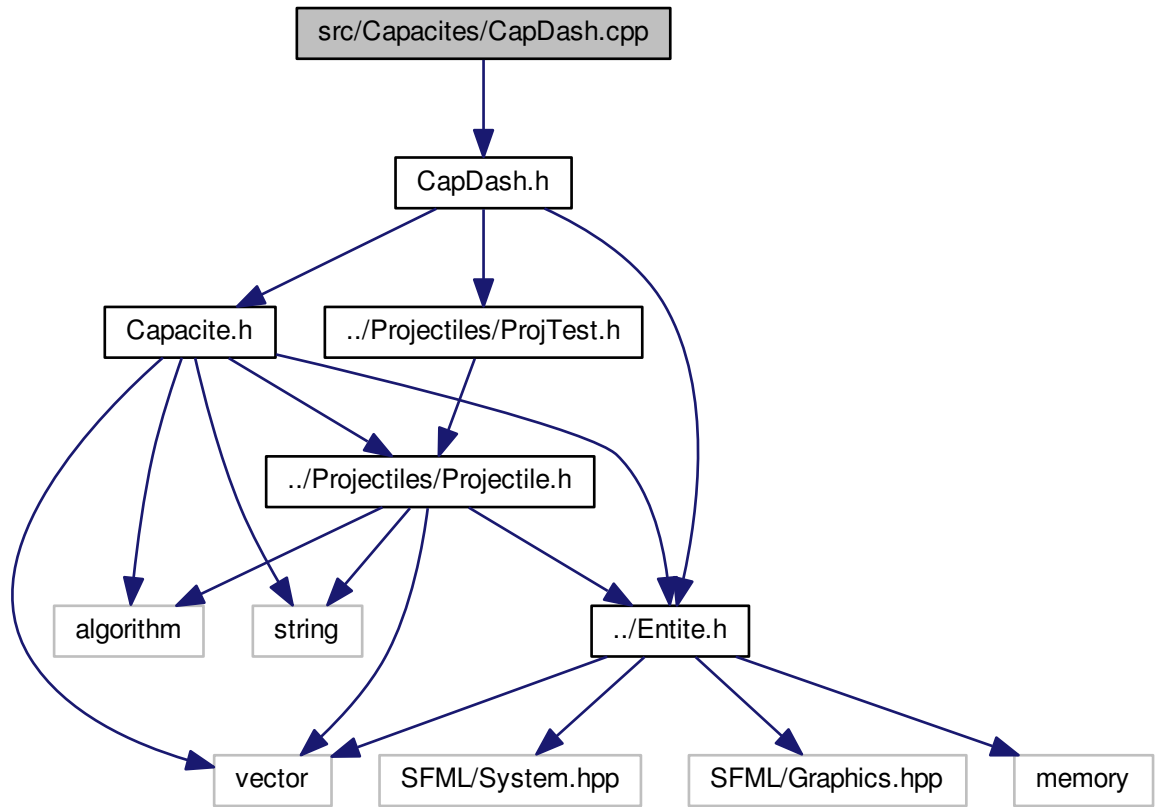 src/Capacites/CapDash.cpp
CapDash.h
Capacite.h
../Projectiles/ProjTest.h
../Projectiles/Projectile.h
algorithm
string
../Entite.h
vector
SFML/System.hpp
SFML/Graphics.hpp
memory